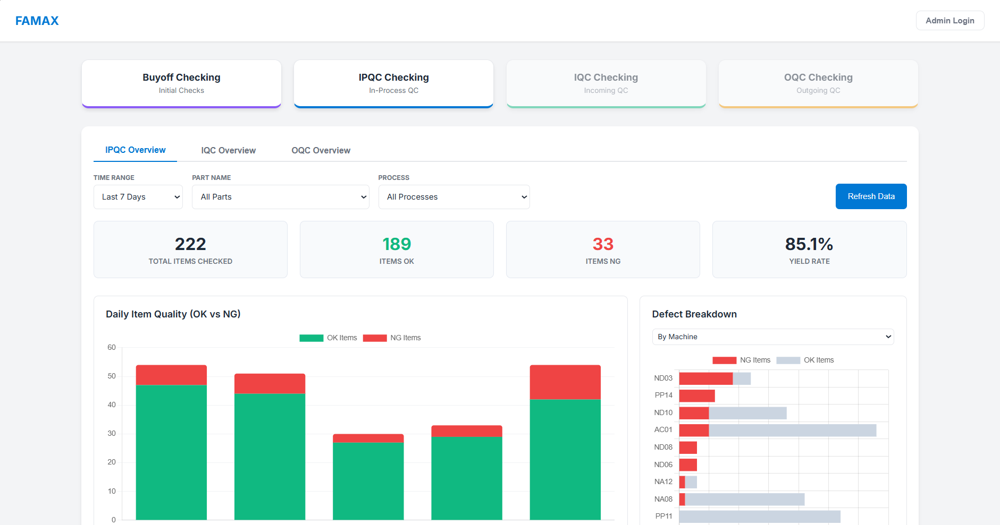 FAMAX
Admin Login
Buyoff Checking
Initial Checks
IPQC Checking
In-Process QC
IQC Checking
Incoming QC
OQC Checking
Outgoing QC
IPQC Overview
IQC Overview
OQC Overview
TIME RANGE
Last 7 Days
PART NAME
All Parts
PROCESS
All Processes
Refresh Data
222
TOTAL ITEMS CHECKED
189
ITEMS OK
33
ITEMS NG
85.1%
YIELD RATE
Daily Item Quality (OK vs NG)
OK Items
NG Items
60
50
40
30
20
10
0
Defect Breakdown
By Machine
NG Items
OK Items
ND03
PP14
ND10
AC01
ND08
ND06
NA12
NA08
PP11